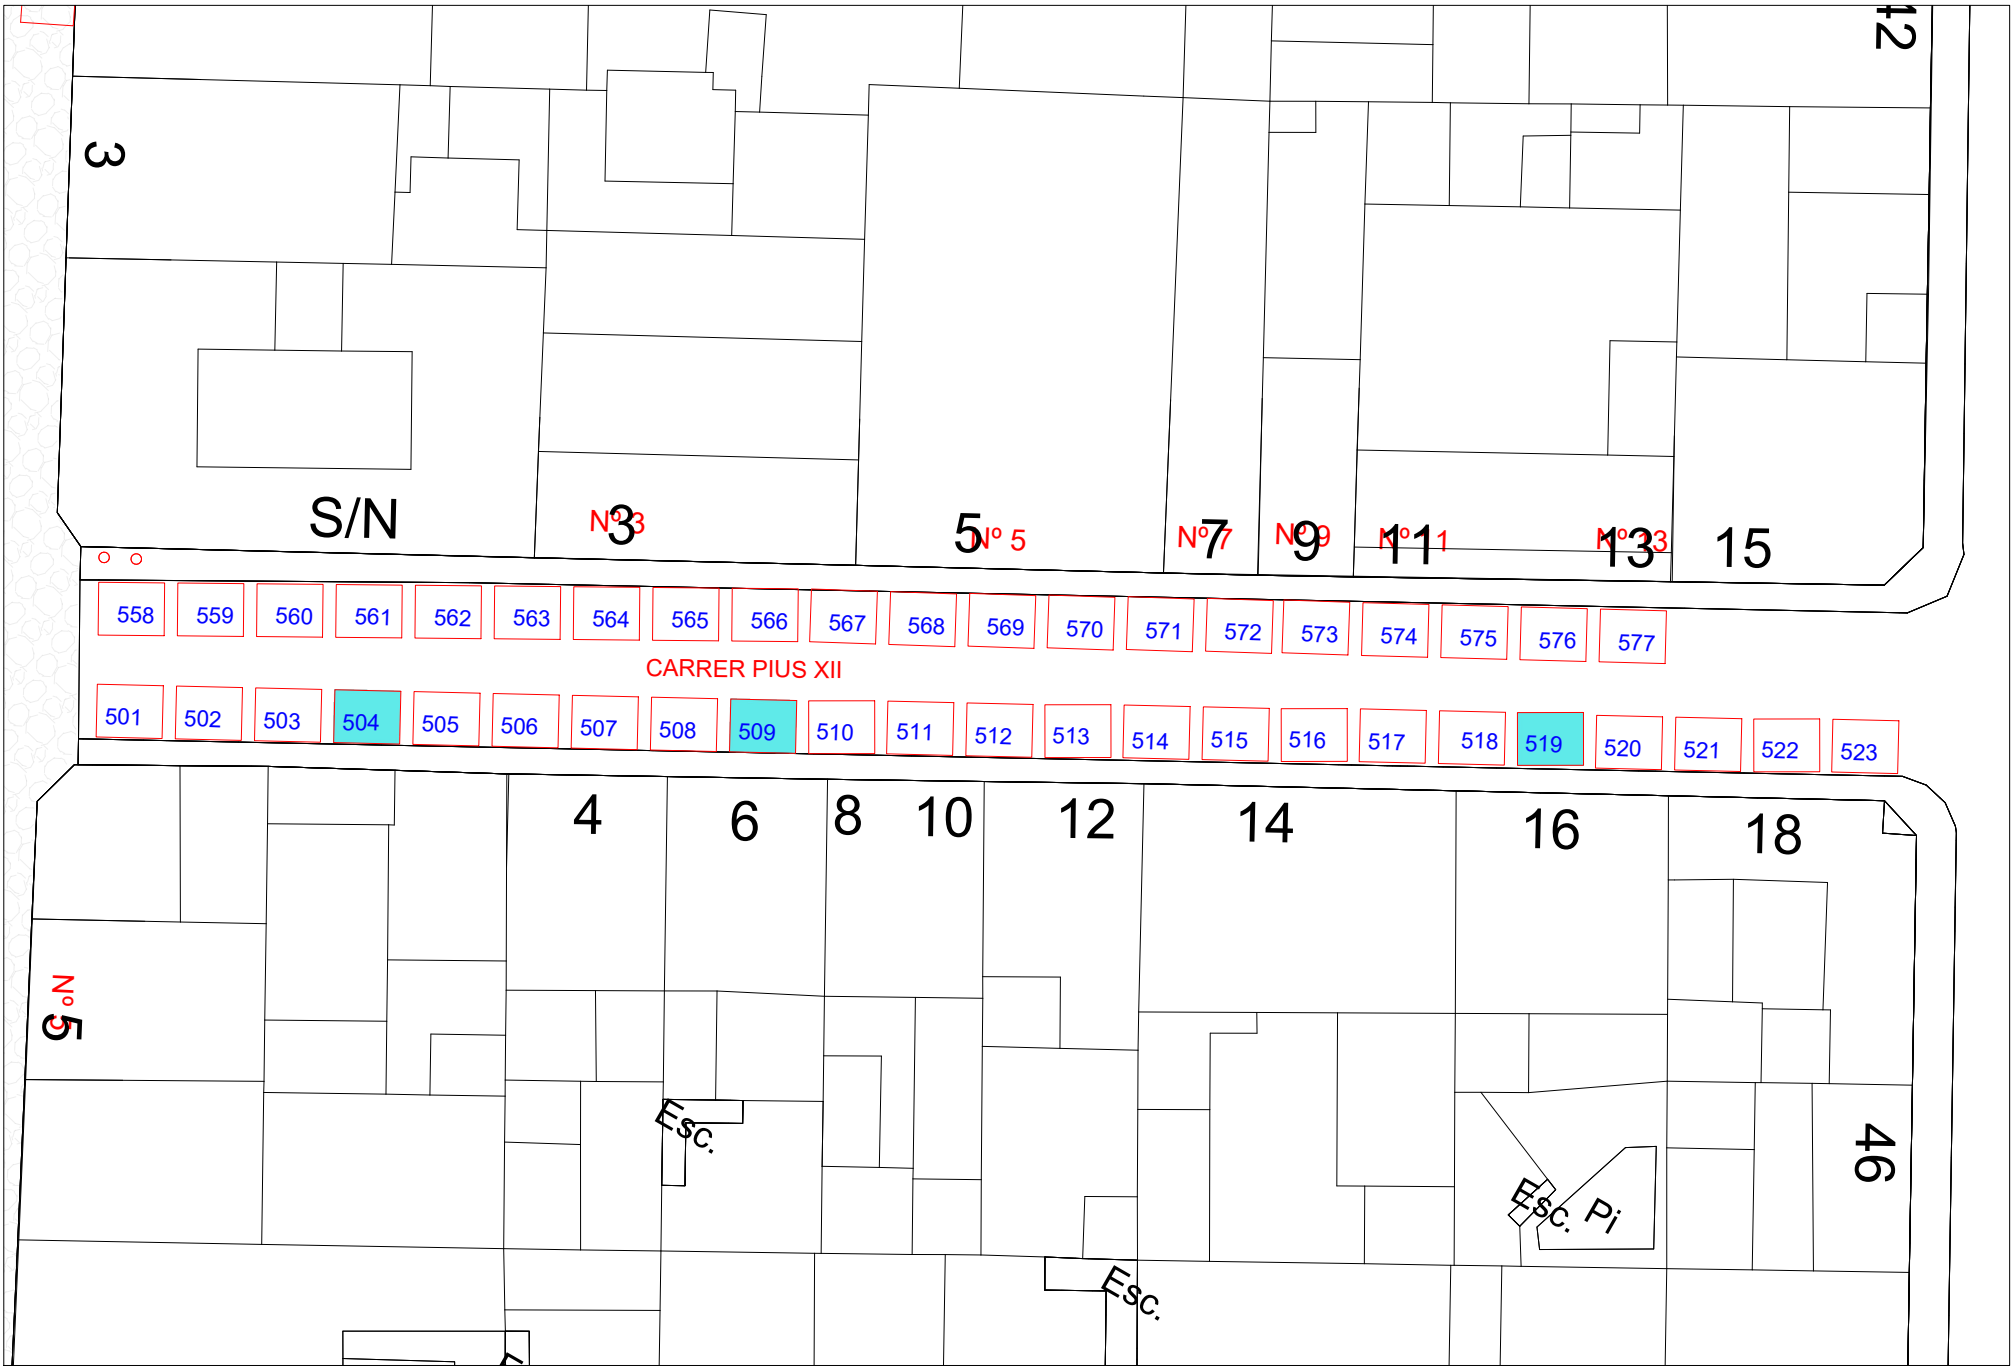 42
3
S/N
Nº 3
3
5
Nº 5
Nº 7
7
Nº 9
9
Nº 11
11
Nº 13
13
15
558 559 560 561 562 563 564 565 566 567 568 569 570 571 572 573 574 575 576 577
CARRER PIUS XII
501 502 503 504 505 506 507 508 509 510 511 512 513 514 515 516 517 518 519 520 521 522 523
4 6 8 10 12 14 16 18
Nº 5
5
Esc.
46
Esc.
Pi
Esc.